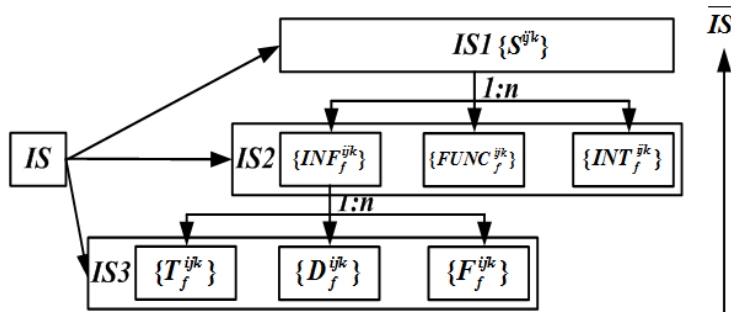 IS1 {S^{ijk}}
\overline{IS}
1:n
IS
IS2 {INF_f^{ijk}} {FUNC_f^{ijk}} {INT_f^{ijk}}
1:n
IS3 {T_f^{ijk}} {D_f^{ijk}} {F_f^{ijk}}